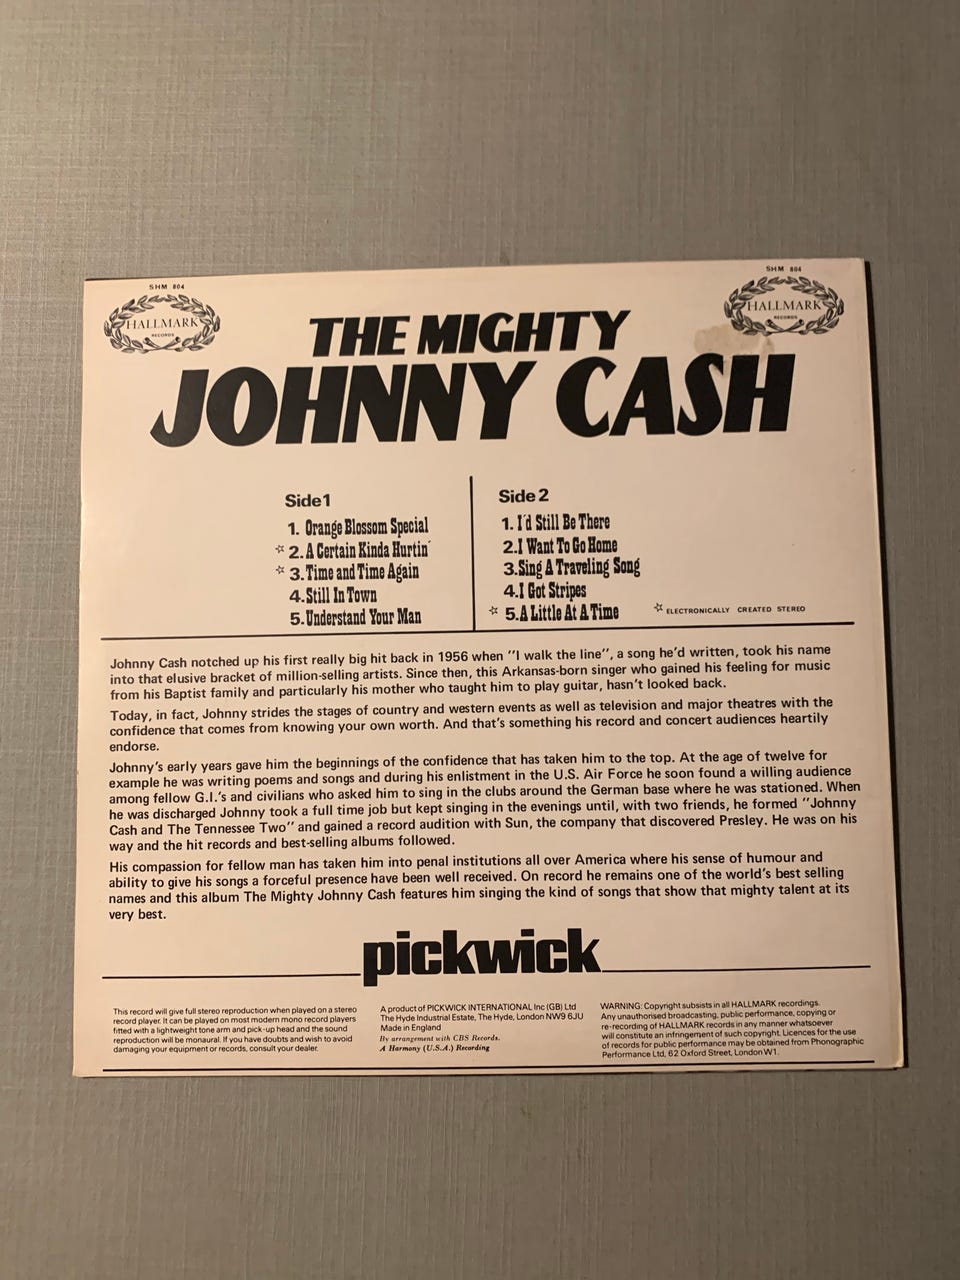 SHM 804
HALLMARK
RECORDS
SHM 804
HALLMARK
RECORDS
THE MIGHTY
JOHNNY CASH
Side 1
1. Orange Blossom Special
☆ 2. A Certain Kinda Hurtin'
☆ 3. Time and Time Again
4. Still In Town
5. Understand Your Man
Side 2
1. I'd Still Be There
2. I Want To Go Home
3. Sing A Traveling Song
4. I Got Stripes
☆ 5. A Little At A Time
☆ ELECTRONICALLY CREATED STEREO
Johnny Cash notched up his first really big hit back in 1956 when "I walk the line", a song he'd written, took his name
into that elusive bracket of million-selling artists. Since then, this Arkansas-born singer who gained his feeling for music
from his Baptist family and particularly his mother who taught him to play guitar, hasn't looked back.
Today, in fact, Johnny strides the stages of country and western events as well as television and major theatres with the
confidence that comes from knowing your own worth. And that's something his record and concert audiences heartily
endorse.
Johnny's early years gave him the beginnings of the confidence that has taken him to the top. At the age of twelve for
example he was writing poems and songs and during his enlistment in the U.S. Air Force he soon found a willing audience
among fellow G.I.'s and civilians who asked him to sing in the clubs around the German base where he was stationed. When
he was discharged Johnny took a full time job but kept singing in the evenings until, with two friends, he formed "Johnny
Cash and The Tennessee Two" and gained a record audition with Sun, the company that discovered Presley. He was on his
way and the hit records and best-selling albums followed.
His compassion for fellow man has taken him into penal institutions all over America where his sense of humour and
ability to give his songs a forceful presence have been well received. On record he remains one of the world's best selling
names and this album The Mighty Johnny Cash features him singing the kind of songs that show that mighty talent at its
very best.
pickwick
This record will give full stereo reproduction when played on a stereo
record player. It can be played on most modern mono record players
fitted with a lightweight tone arm and pick-up head and the sound
reproduction will be monaural. If you have doubts and wish to avoid
damaging your equipment or records, consult your dealer.
A product of PICKWICK INTERNATIONAL Inc (GB) Ltd
The Hyde Industrial Estate, The Hyde, London NW9 6JU
Made in England
By arrangement with CBS Records.
A Harmony (U.S.A.) Recording
WARNING: Copyright subsists in all HALLMARK recordings.
Any unauthorised broadcasting, public performance, copying or
re-recording of HALLMARK records in any manner whatsoever
will constitute an infringement of such copyright. Licences for the use
of records for public performance may be obtained from Phonographic
Performance Ltd, 62 Oxford Street, London W1.